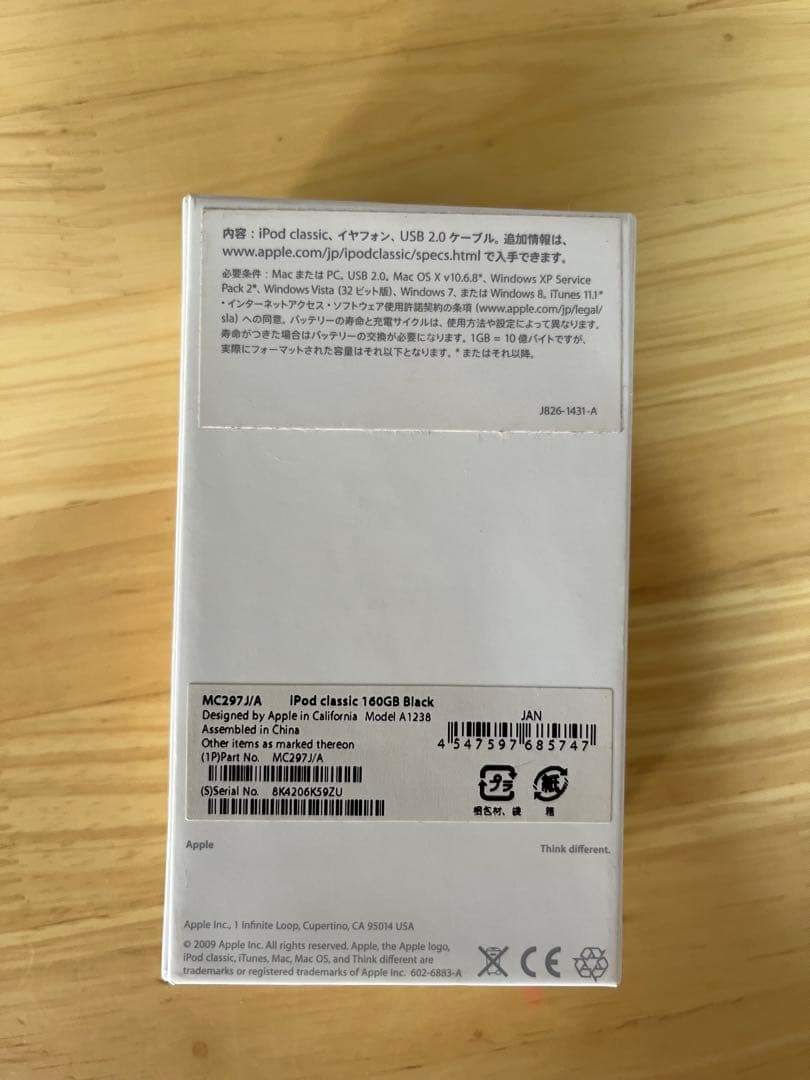 内容：iPod classic、イヤフォン、USB 2.0 ケーブル。追加情報は、
www.apple.com/jp/ipodclassic/specs.html で入手できます。
必要条件：Mac または PC。USB 2.0。Mac OS X v10.6.8*、Windows XP Service
Pack 2*、Windows Vista（32 ビット版）、Windows 7、または Windows 8。iTunes 11.1*
・インターネットアクセス・ソフトウェア使用許諾契約の条項（www.apple.com/jp/legal/
sla）への同意。バッテリーの寿命と充電サイクルは、使用方法や設定によって異なります。
寿命がつきた場合はバッテリーの交換が必要になります。1GB = 10 億バイトですが、
実際にフォーマットされた容量はそれ以下となります。* またはそれ以降。
J826-1431-A
MC297J/A iPod classic 160GB Black
Designed by Apple in California Model A1238
Assembled in China
Other items as marked thereon
(1P)Part No. MC297J/A
(S)Serial No. 8K4206K59ZU
JAN
4 547597 685747
プラ 紙
梱包材、袋 箱
Apple Think different.
Apple Inc., 1 Infinite Loop, Cupertino, CA 95014 USA
© 2009 Apple Inc. All rights reserved. Apple, the Apple logo,
iPod classic, iTunes, Mac, Mac OS, and Think different are
trademarks or registered trademarks of Apple Inc. 602-6883-A
CE